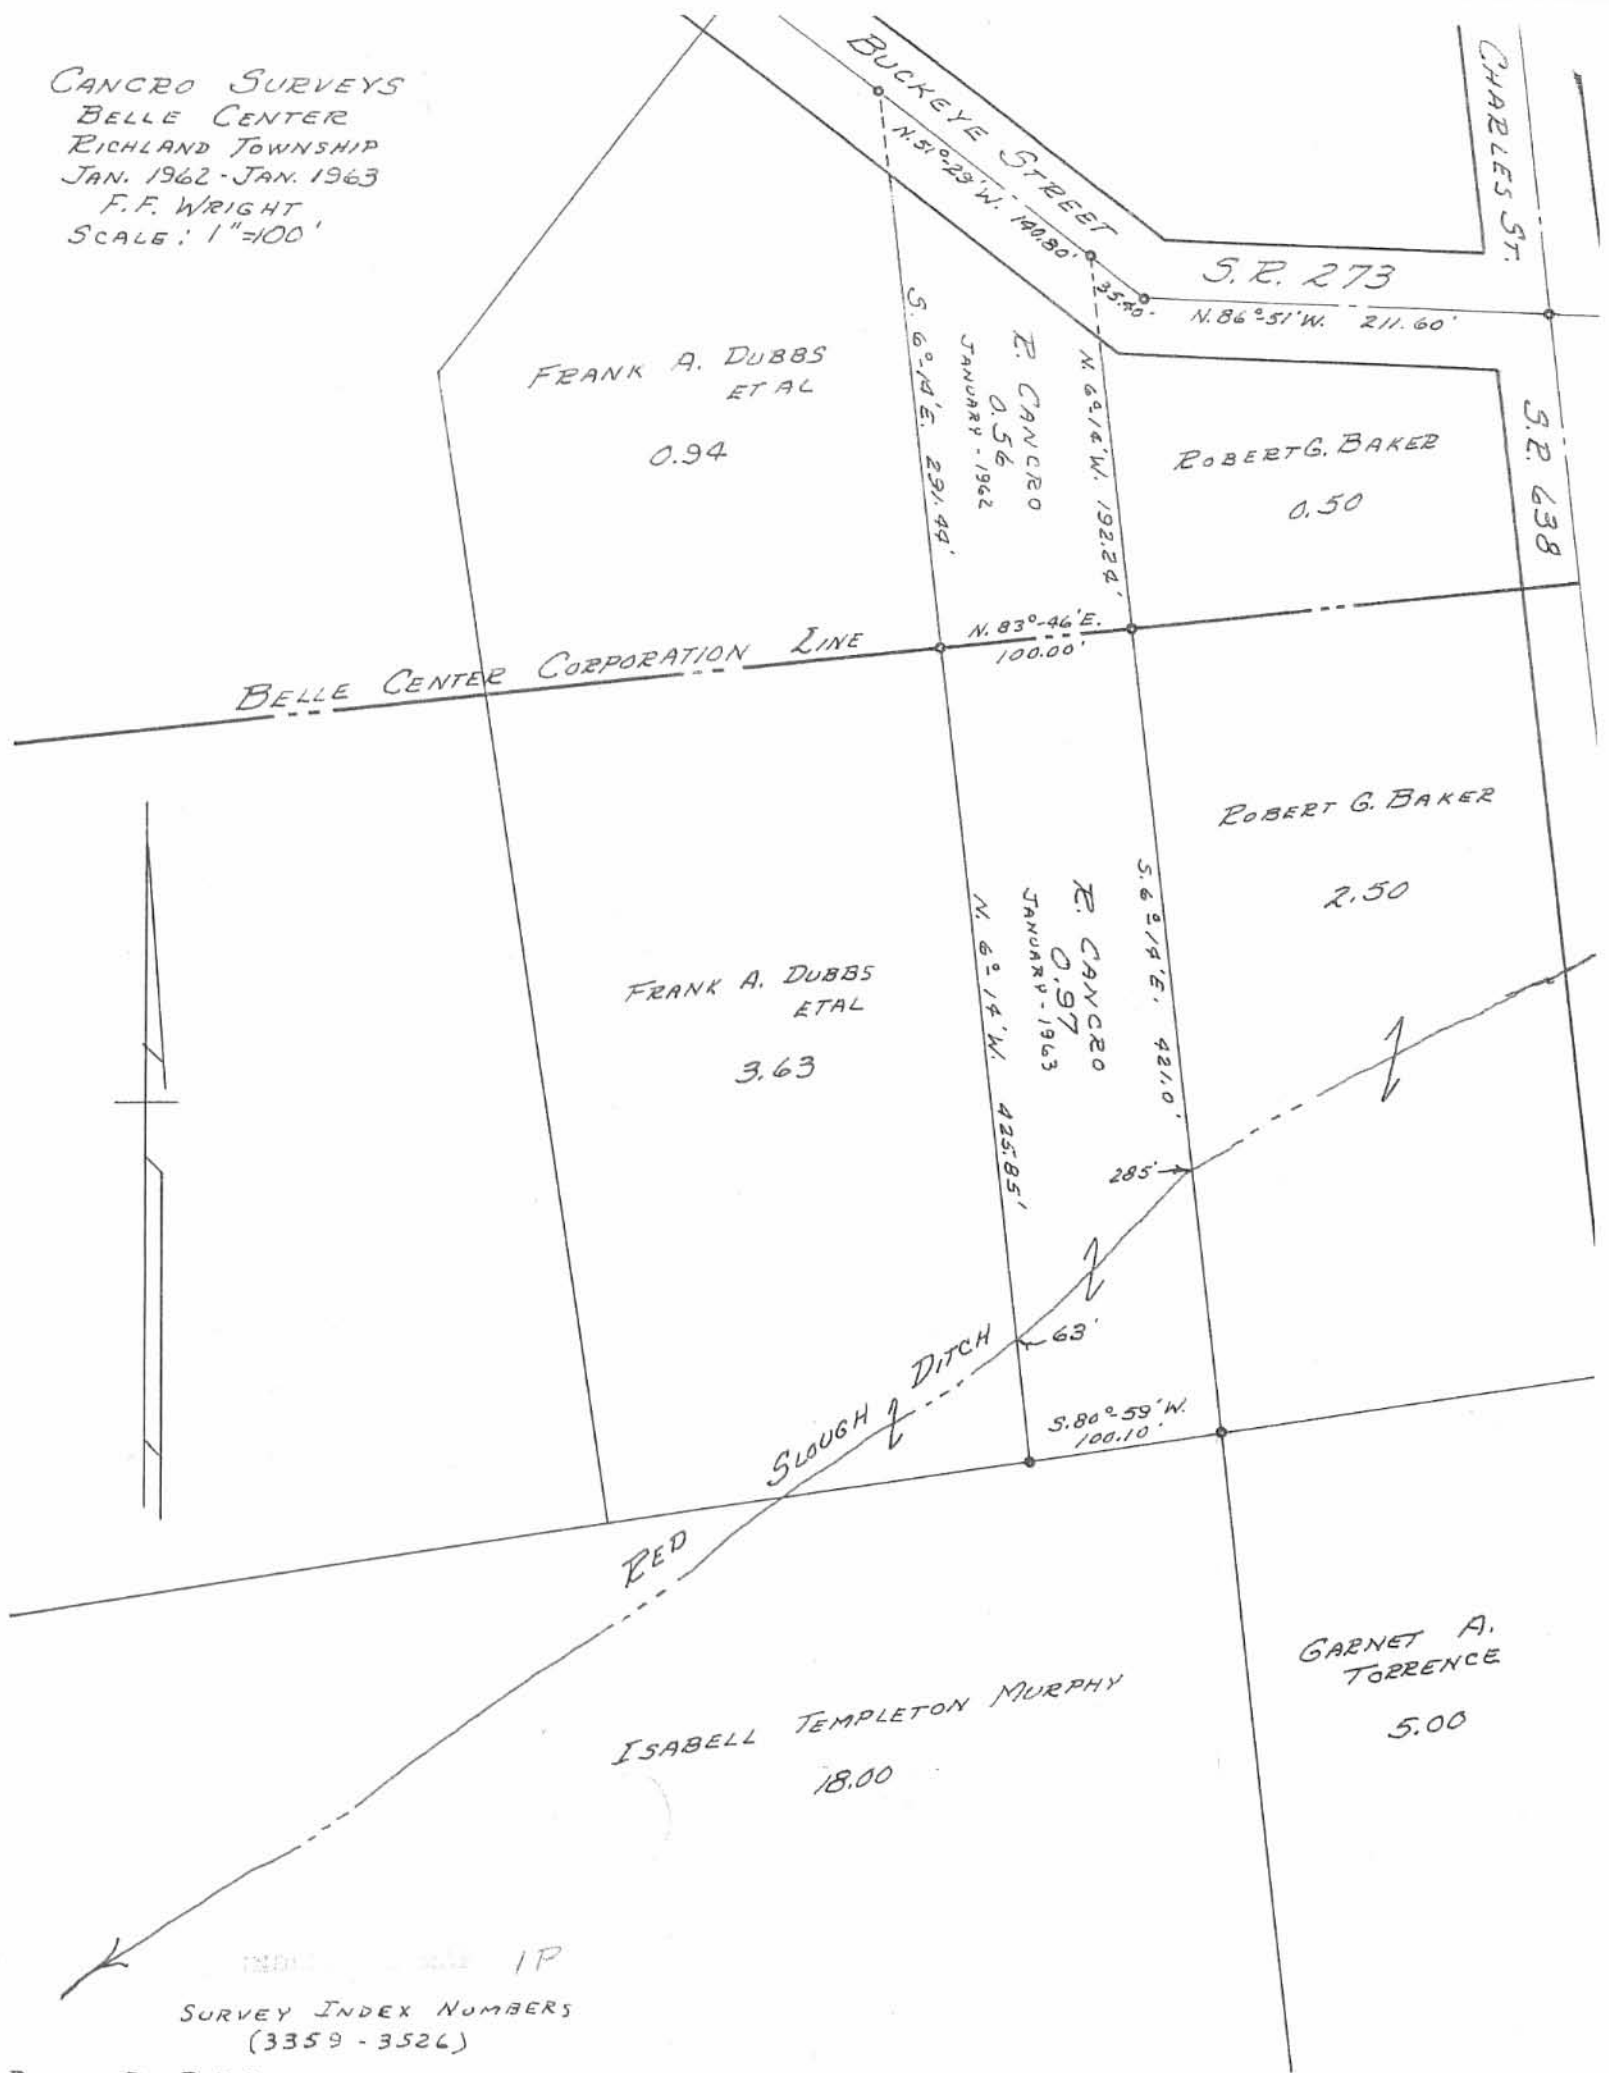 CANCRO SURVEYS
BELLE CENTER
RICHLAND TOWNSHIP
JAN. 1962 - JAN. 1963
F.F. WRIGHT
SCALE: 1"=100'
BUCKEYE STREET
N.51°-29'W. 140.80'
35.40'
CHARLES ST.
S.R. 273
N.86°-51'W. 211.60'
S.R. 638
FRANK A. DUBBS
ET AL
0.94
S. 6°-14'E. 291.44'
R. CANCRO
0.56
JANUARY - 1962
N. 6°-14'W. 192.24'
ROBERT G. BAKER
0.50
BELLE CENTER CORPORATION LINE
N. 83°-46'E.
100.00'
ROBERT G. BAKER
2.50
FRANK A. DUBBS
ETAL
3.63
N. 6°-14'W. 425.85'
R. CANCRO
0.97
JANUARY - 1963
S. 6°-14'E. 421.0'
285'
63'
S.80°-59'W.
100.10'
RED SLOUGH DITCH
ISABELL TEMPLETON MURPHY
18.00
GARNET A.
TORRENCE
5.00
1P
SURVEY INDEX NUMBERS
(3359 - 3526)